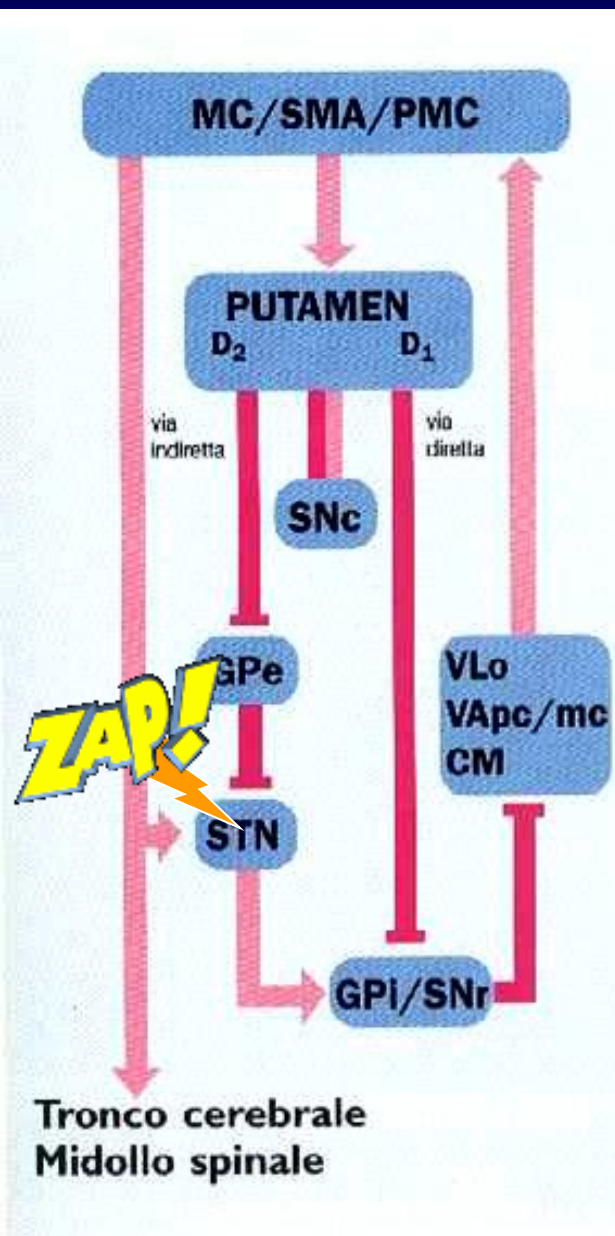 MC/SMA/PMC
PUTAMEN
D₂ D₁
via
indiretta
via
diretta
SNc
GPe
ZAP!
VLo
VApc/mc
CM
STN
GPi/SNr
Tronco cerebrale
Midollo spinale